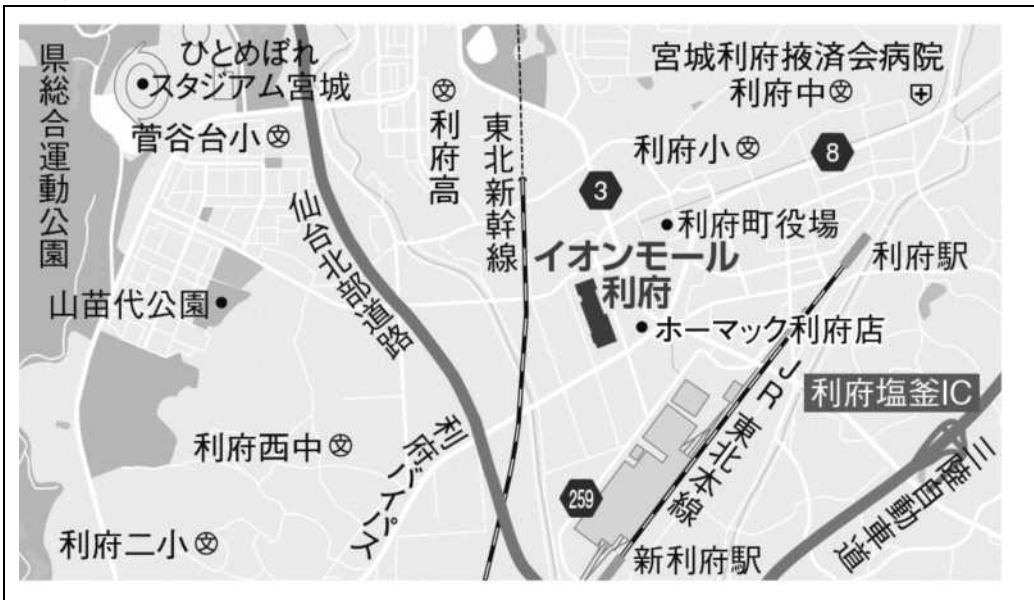 県総合運動公園
ひとめぼれ
スタジアム宮城
菅谷台小
利府高
東北新幹線
宮城利府掖済会病院
利府中
利府小
8
3
利府町役場
仙台北部道路
イオンモール
利府
利府駅
山苗代公園
ホーマック利府店
JR東北本線
利府塩釜IC
三陸自動車道
利府西中
利府バイパス
259
利府二小
新利府駅